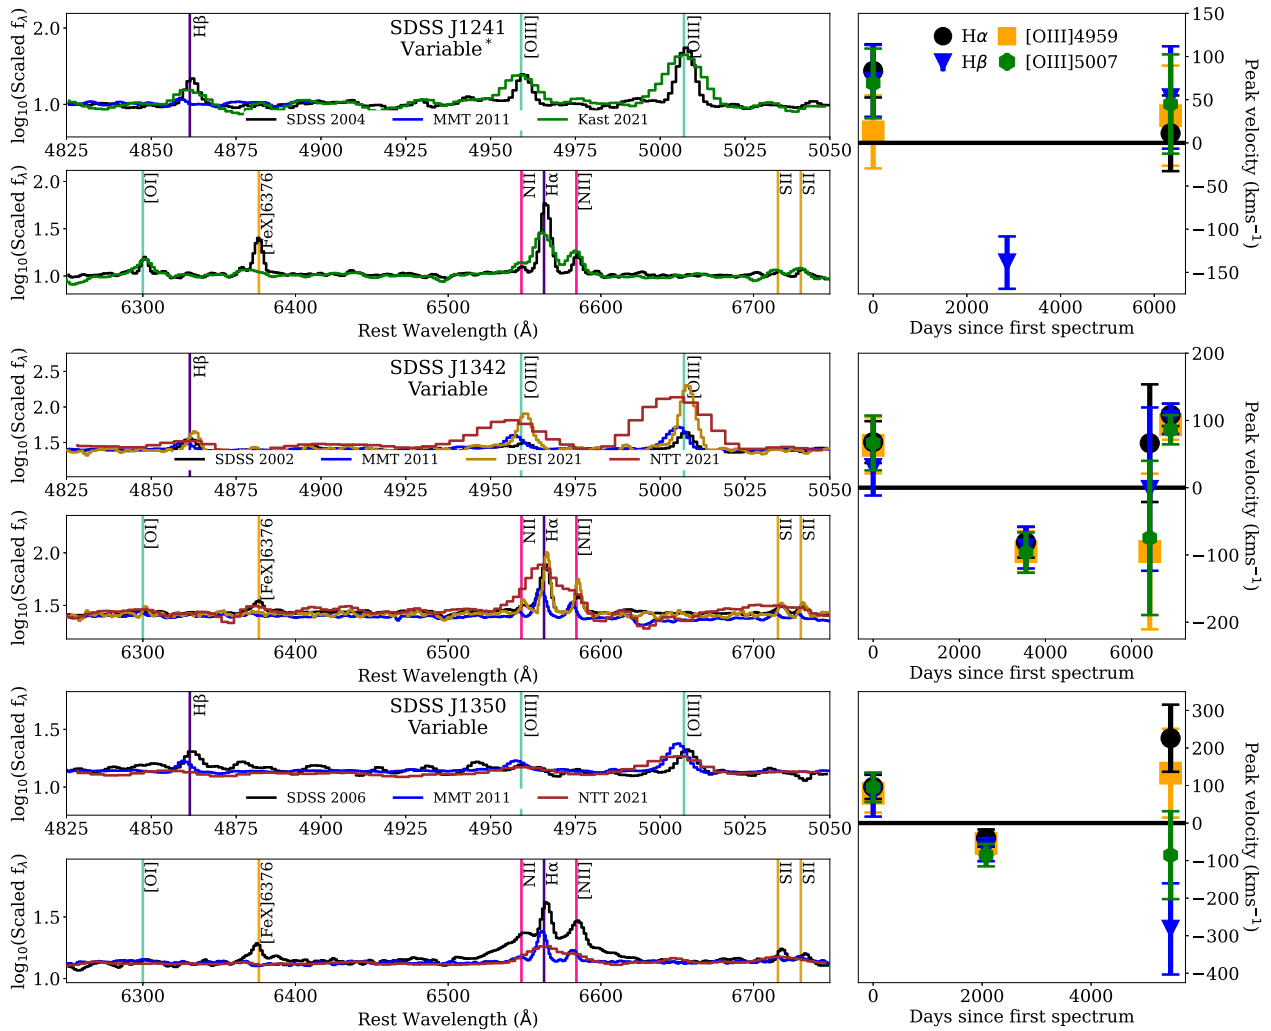 SDSS J1241
Variable*
log10(Scaled fλ)
2.0
1.0
Hβ
[OIII]
[OIII]
SDSS 2004 MMT 2011 Kast 2021
4825 4850 4875 4900 4925 4950 4975 5000 5025 5050
log10(Scaled fλ)
2.0
1.5
1.0
[OI]
[FeX]6376
NII
Hα
[NII]
SII
SII
6300 6400 6500 6600 6700
Rest Wavelength (Å)
Hα [OIII]4959
Hβ [OIII]5007
150
100
50
0
−50
−100
−150
Peak velocity (kms−1)
0 2000 4000 6000
Days since first spectrum
SDSS J1342
Variable
log10(Scaled fλ)
2.5
2.0
1.5
Hβ
[OIII]
[OIII]
SDSS 2002 MMT 2011 DESI 2021 NTT 2021
4825 4850 4875 4900 4925 4950 4975 5000 5025 5050
log10(Scaled fλ)
2.0
1.5
[OI]
[FeX]6376
NII
Hα
[NII]
SII
SII
6300 6400 6500 6600 6700
Rest Wavelength (Å)
200
100
0
−100
−200
Peak velocity (kms−1)
0 2000 4000 6000
Days since first spectrum
SDSS J1350
Variable
log10(Scaled fλ)
1.5
1.0
Hβ
[OIII]
[OIII]
SDSS 2006 MMT 2011 NTT 2021
4825 4850 4875 4900 4925 4950 4975 5000 5025 5050
log10(Scaled fλ)
1.5
1.0
[OI]
[FeX]6376
NII
Hα
[NII]
SII
SII
6300 6400 6500 6600 6700
Rest Wavelength (Å)
300
200
100
0
−100
−200
−300
−400
Peak velocity (kms−1)
0 2000 4000
Days since first spectrum